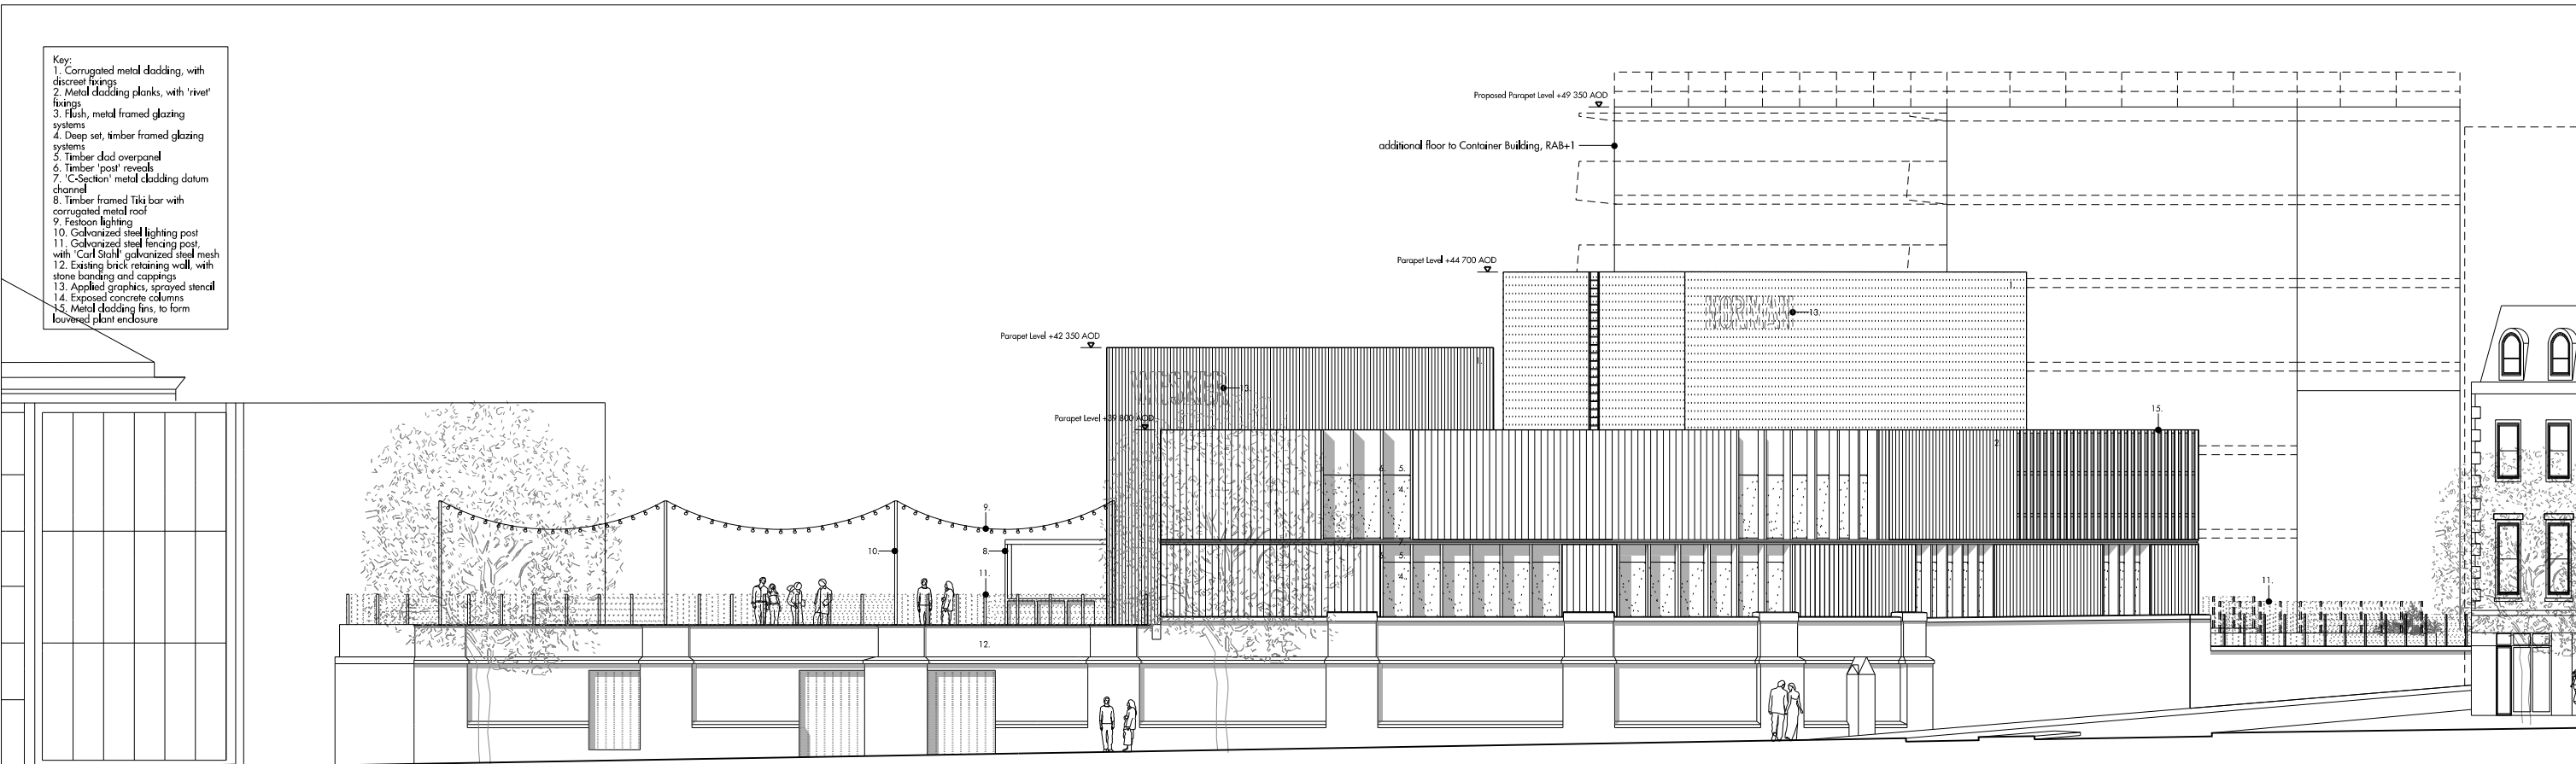 Key:
1. Corrugated metal cladding, with
discreet fixings
2. Metal cladding planks, with 'rivet'
fixings
3. Flush, metal framed glazing
systems
4. Deep set, timber framed glazing
systems
5. Timber clad overpanel
6. Timber 'post' reveals
7. 'C-Section' metal cladding datum
channel
8. Timber framed Tiki bar with
corrugated metal roof
9. Festoon lighting
10. Galvanized steel lighting post
11. Galvanized steel fencing post,
with 'Carl Stahl' galvanized steel mesh
12. Existing brick retaining wall, with
stone banding and cappings
13. Applied graphics, sprayed stencil
14. Exposed concrete columns
15. Metal cladding fins, to form
louvered plant enclosure
Proposed Parapet Level +49 350 AOD
additional floor to Container Building, RAB+1
Parapet Level +44 700 AOD
1.
13.
Parapet Level +42 350 AOD
1.
13.
Parapet Level +39 800 AOD
15.
2.
6.
5.
4.
9.
10.
8.
7.
6.
5.
4.
11.
11.
12.